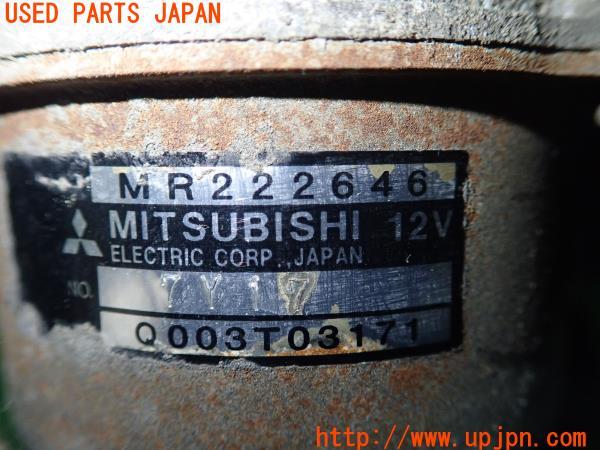 USED PARTS JAPAN
MR222646
MITSUBISHI 12V
ELECTRIC CORP., JAPAN
NO. 7Y17
Q003T03171
http://www.upjpn.com/